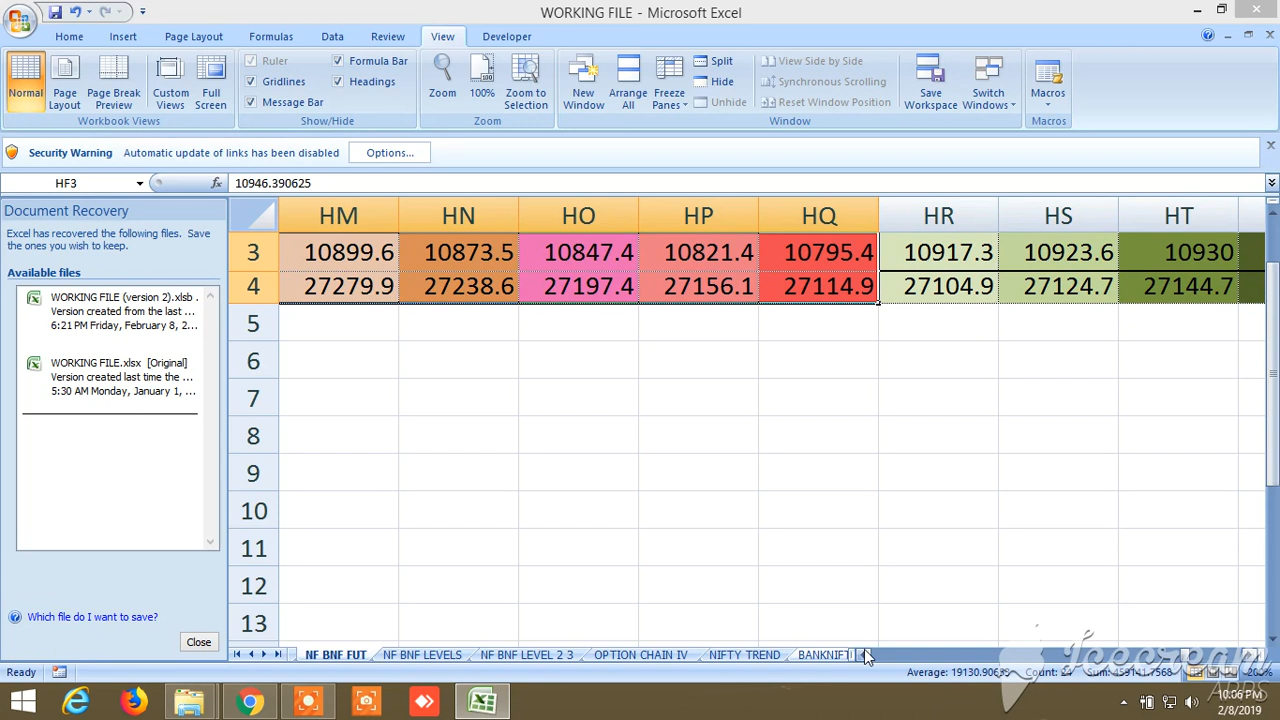 WORKING FILE - Microsoft Excel
Home Insert Page Layout Formulas Data Review View Developer
Ruler Formula Bar
Gridlines Headings
Message Bar
Normal Page Layout Page Break Preview Custom Views Full Screen
Zoom 100% Zoom to Selection
New Window Arrange All Freeze Panes
Split
Hide
Unhide
View Side by Side
Synchronous Scrolling
Reset Window Position
Save Workspace Switch Windows Macros
Workbook Views Show/Hide Zoom Window Macros
Security Warning Automatic update of links has been disabled Options...
HF3 fx 10946.390625
Document Recovery
Excel has recovered the following files. Save
the ones you wish to keep.
Available files
WORKING FILE (version 2).xlsb .
Version created from the last ...
6:21 PM Friday, February 8, 2...
WORKING FILE.xlsx [Original]
Version created last time the ...
5:30 AM Monday, January 1, ...
Which file do I want to save?
Close
HM HN HO HP HQ HR HS HT
3 10899.6 10873.5 10847.4 10821.4 10795.4 10917.3 10923.6 10930
4 27279.9 27238.6 27197.4 27156.1 27114.9 27104.9 27124.7 27144.7
5
6
7
8
9
10
11
12
13
NF BNF FUT NF BNF LEVELS NF BNF LEVEL 2 3 OPTION CHAIN IV NIFTY TREND BANKNIFT
Ready Count: 24 200%
Icecream
APPS
10:06 PM
2/8/2019